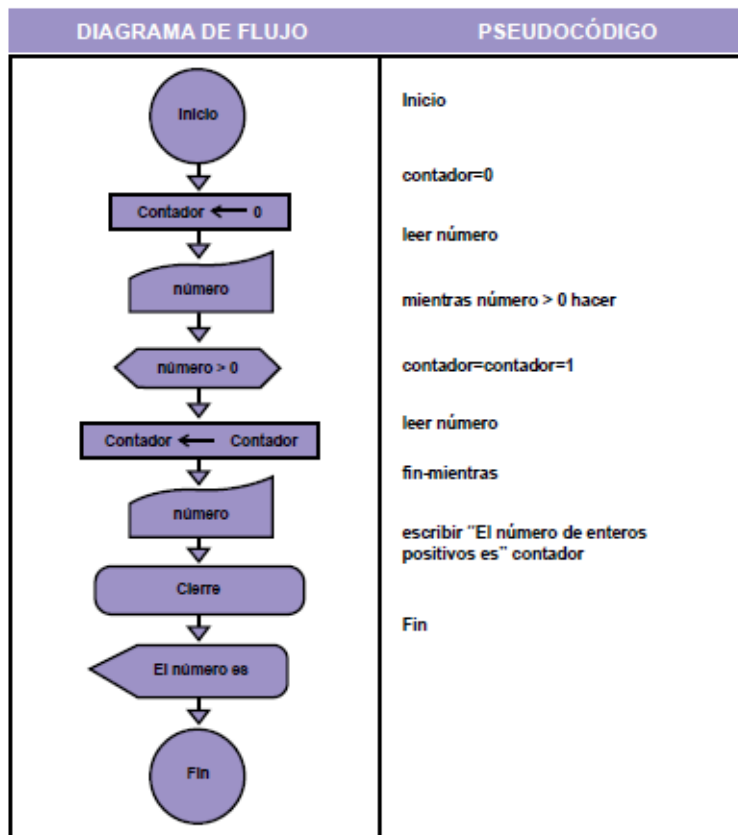 DIAGRAMA DE FLUJO
PSEUDOCÓDIGO
Inicio
Contador ← 0
número
número > 0
Contador ← Contador
número
Cierre
El número es
Fin
Inicio
contador=0
leer número
mientras número > 0 hacer
contador=contador=1
leer número
fin-mientras
escribir "El número de enteros
positivos es" contador
Fin